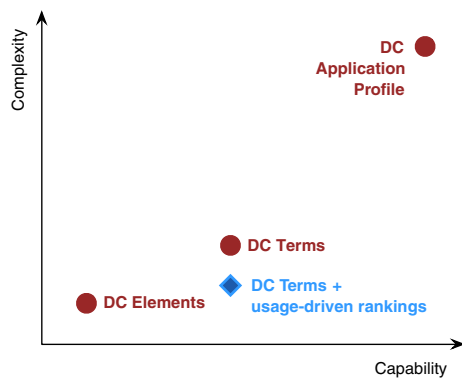 Complexity
DC
Application
Profile
DC Terms
DC Terms +
usage-driven rankings
DC Elements
Capability